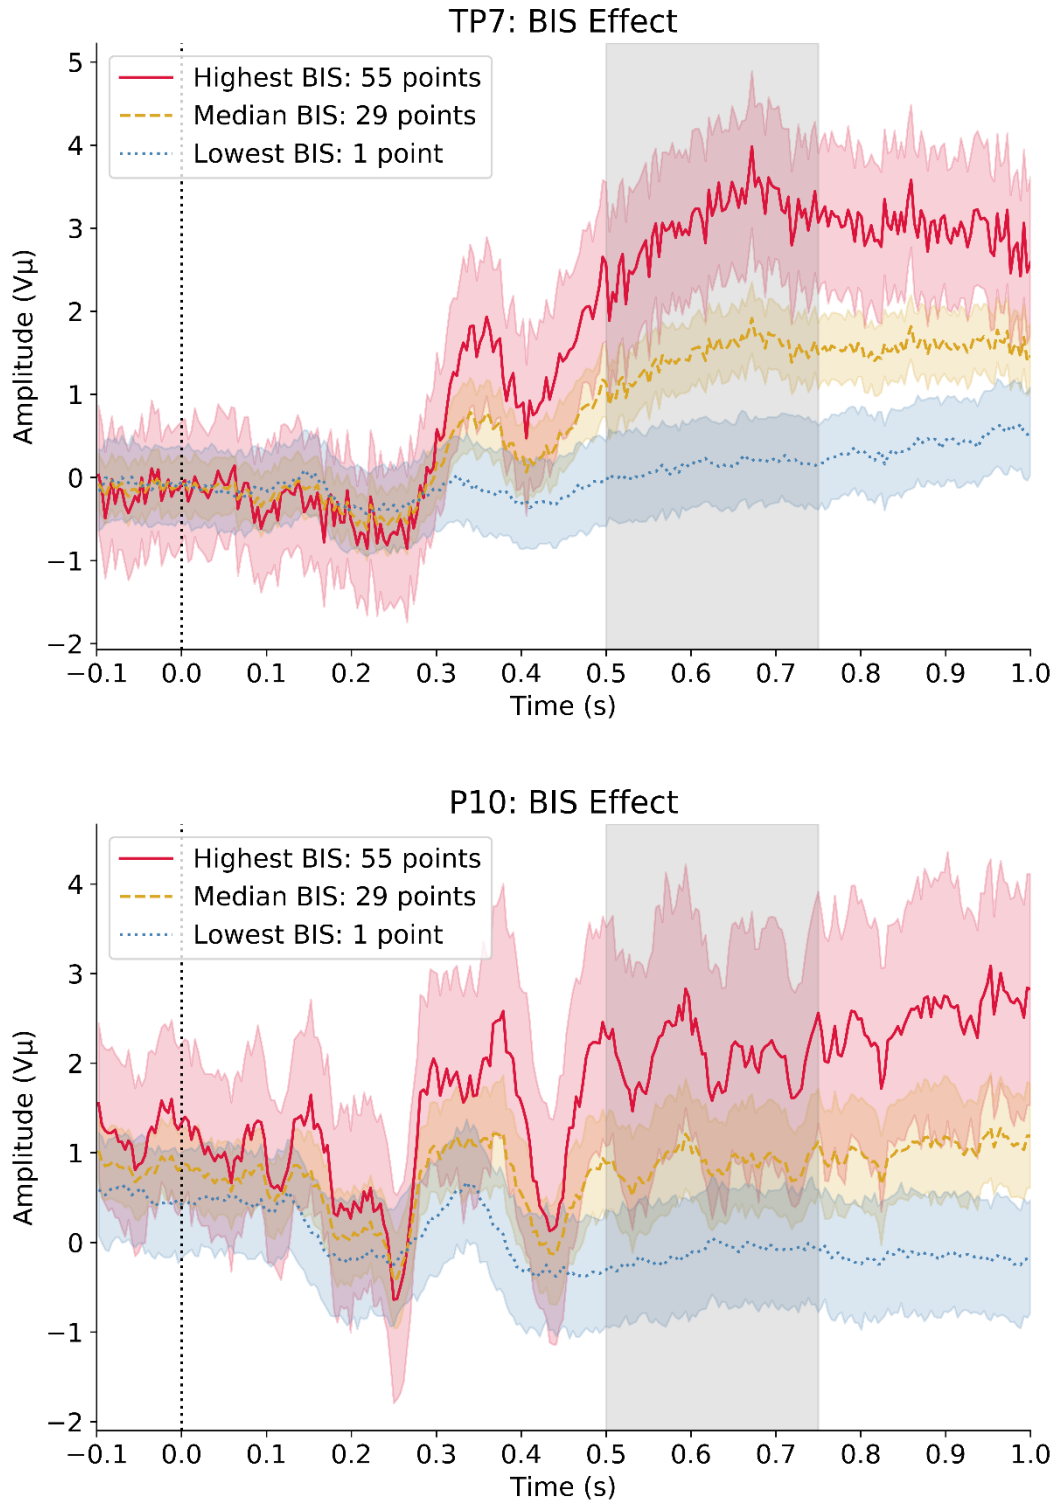 TP7: BIS Effect
Highest BIS: 55 points
Median BIS: 29 points
Lowest BIS: 1 point
Amplitude (Vμ)
5
4
3
2
1
0
−1
−2
−0.1 0.0 0.1 0.2 0.3 0.4 0.5 0.6 0.7 0.8 0.9 1.0
Time (s)
P10: BIS Effect
Highest BIS: 55 points
Median BIS: 29 points
Lowest BIS: 1 point
Amplitude (Vμ)
4
3
2
1
0
−1
−2
−0.1 0.0 0.1 0.2 0.3 0.4 0.5 0.6 0.7 0.8 0.9 1.0
Time (s)